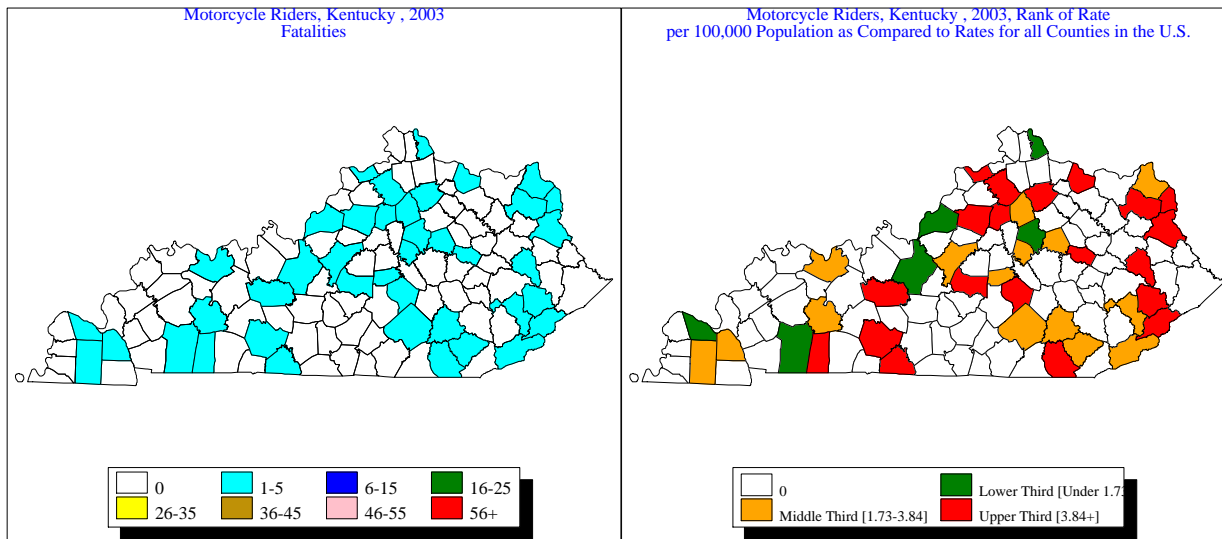 Motorcycle Riders, Kentucky , 2003
Fatalities
0
1-5
6-15
16-25
26-35
36-45
46-55
56+
Motorcycle Riders, Kentucky , 2003, Rank of Rate
per 100,000 Population as Compared to Rates for all Counties in the U.S.
0
Lower Third [Under 1.73
Middle Third [1.73-3.84]
Upper Third [3.84+]